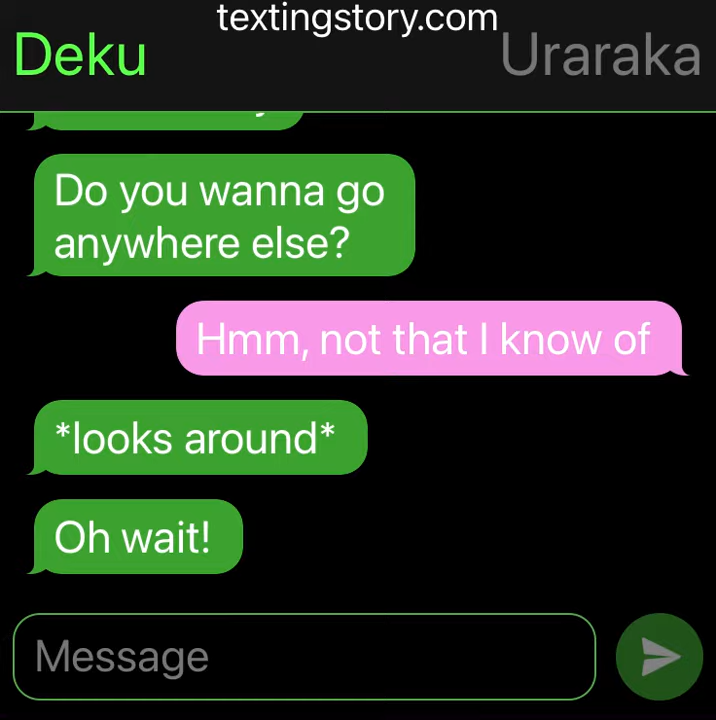 textingstory.com
Deku
Uraraka
Do you wanna go
anywhere else?
Hmm, not that I know of
*looks around*
Oh wait!
Message